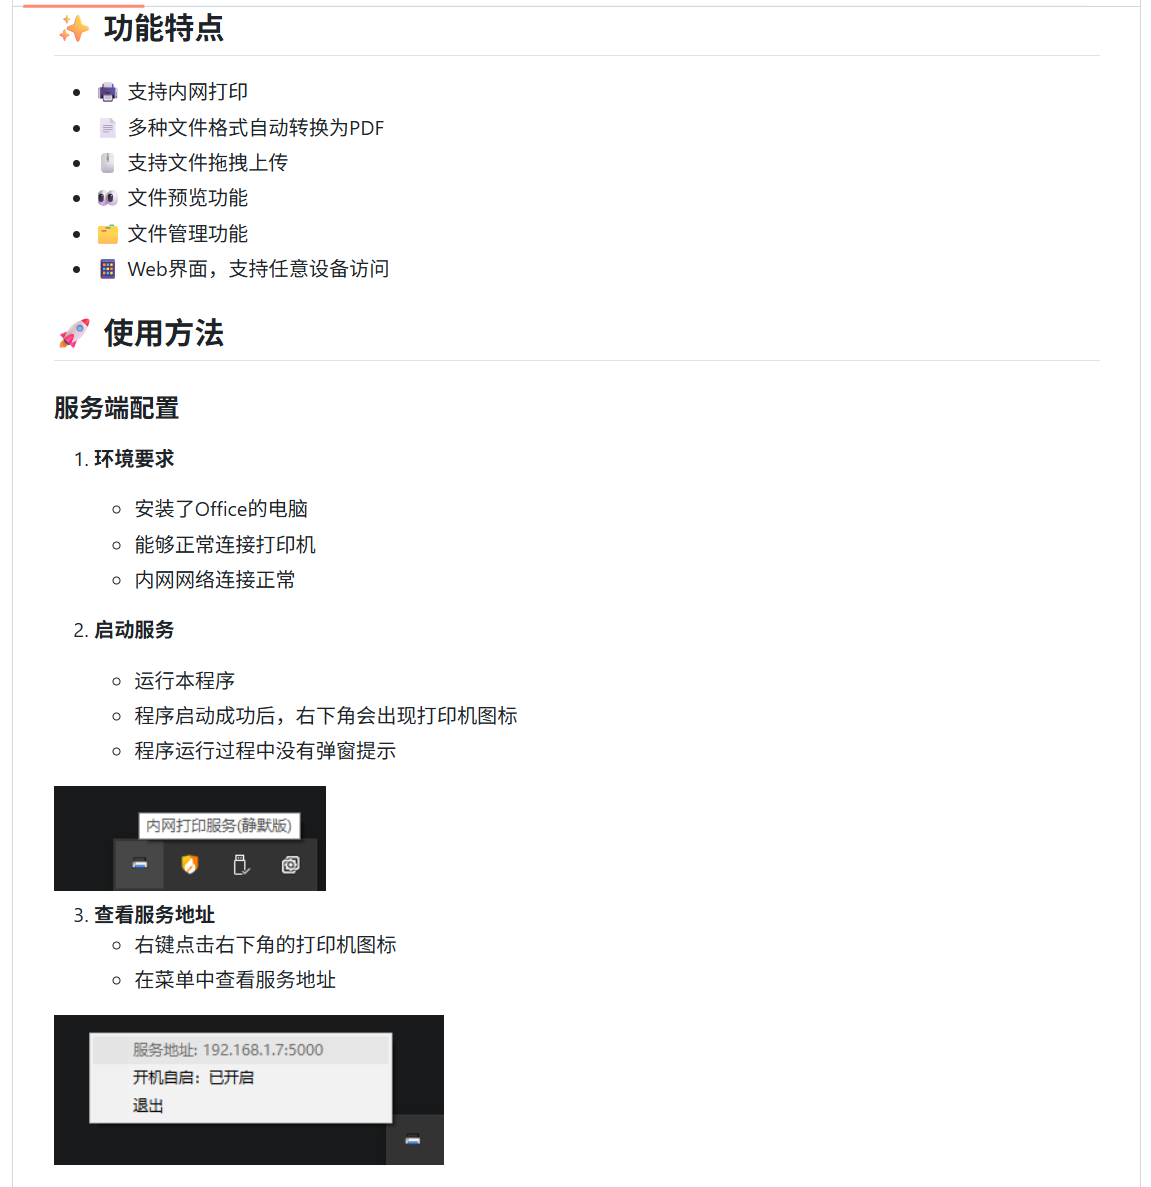 ✨ 功能特点
• 🖨️ 支持内网打印
• 📄 多种文件格式自动转换为PDF
• 🖱️ 支持文件拖拽上传
• 👀 文件预览功能
• 🗂️ 文件管理功能
• 📱 Web界面，支持任意设备访问
🚀 使用方法
服务端配置
1. 环境要求
◦ 安装了Office的电脑
◦ 能够正常连接打印机
◦ 内网网络连接正常
2. 启动服务
◦ 运行本程序
◦ 程序启动成功后，右下角会出现打印机图标
◦ 程序运行过程中没有弹窗提示
内网打印服务(静默版)
3. 查看服务地址
◦ 右键点击右下角的打印机图标
◦ 在菜单中查看服务地址
服务地址: 192.168.1.7:5000
开机自启：已开启
退出